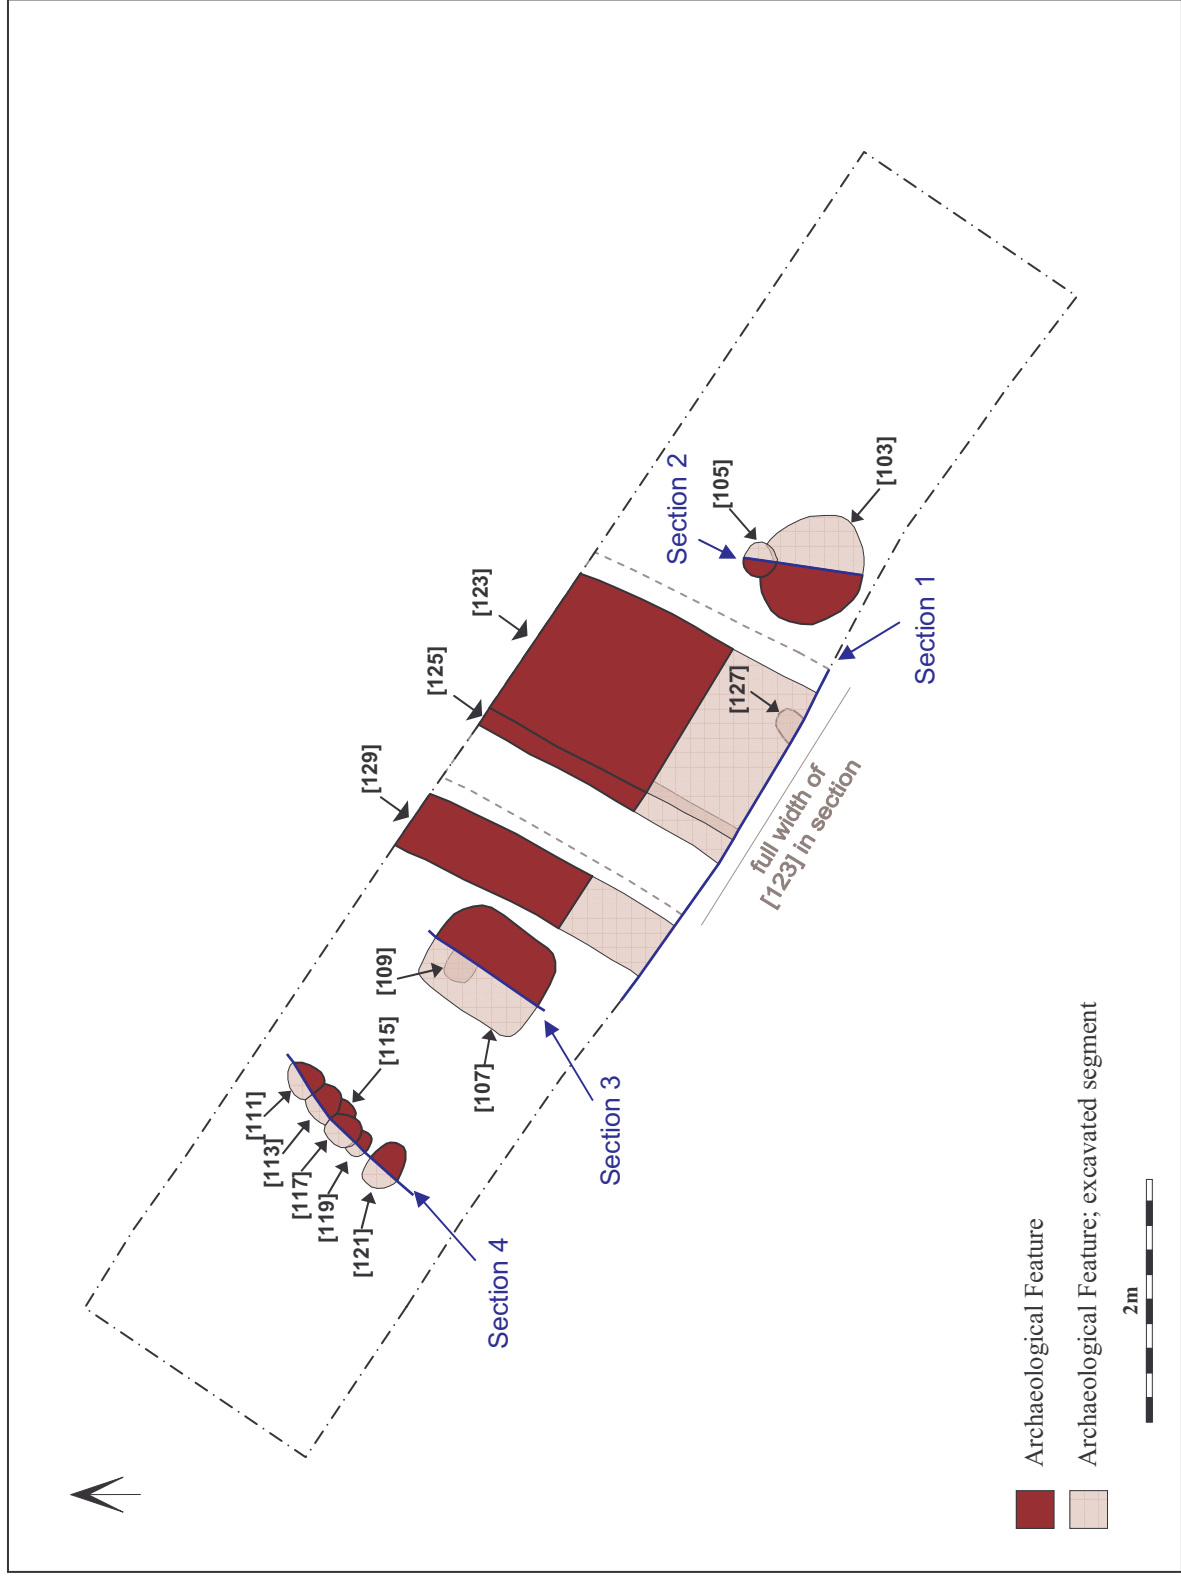 [111]
[113]
[117]
[119]
[121]
[115]
Section 4
[109]
[107]
Section 3
[129]
[125]
[123]
[127]
full width of
[123] in section
Section 2
[105]
[103]
Section 1
Archaeological Feature
Archaeological Feature; excavated segment
2m